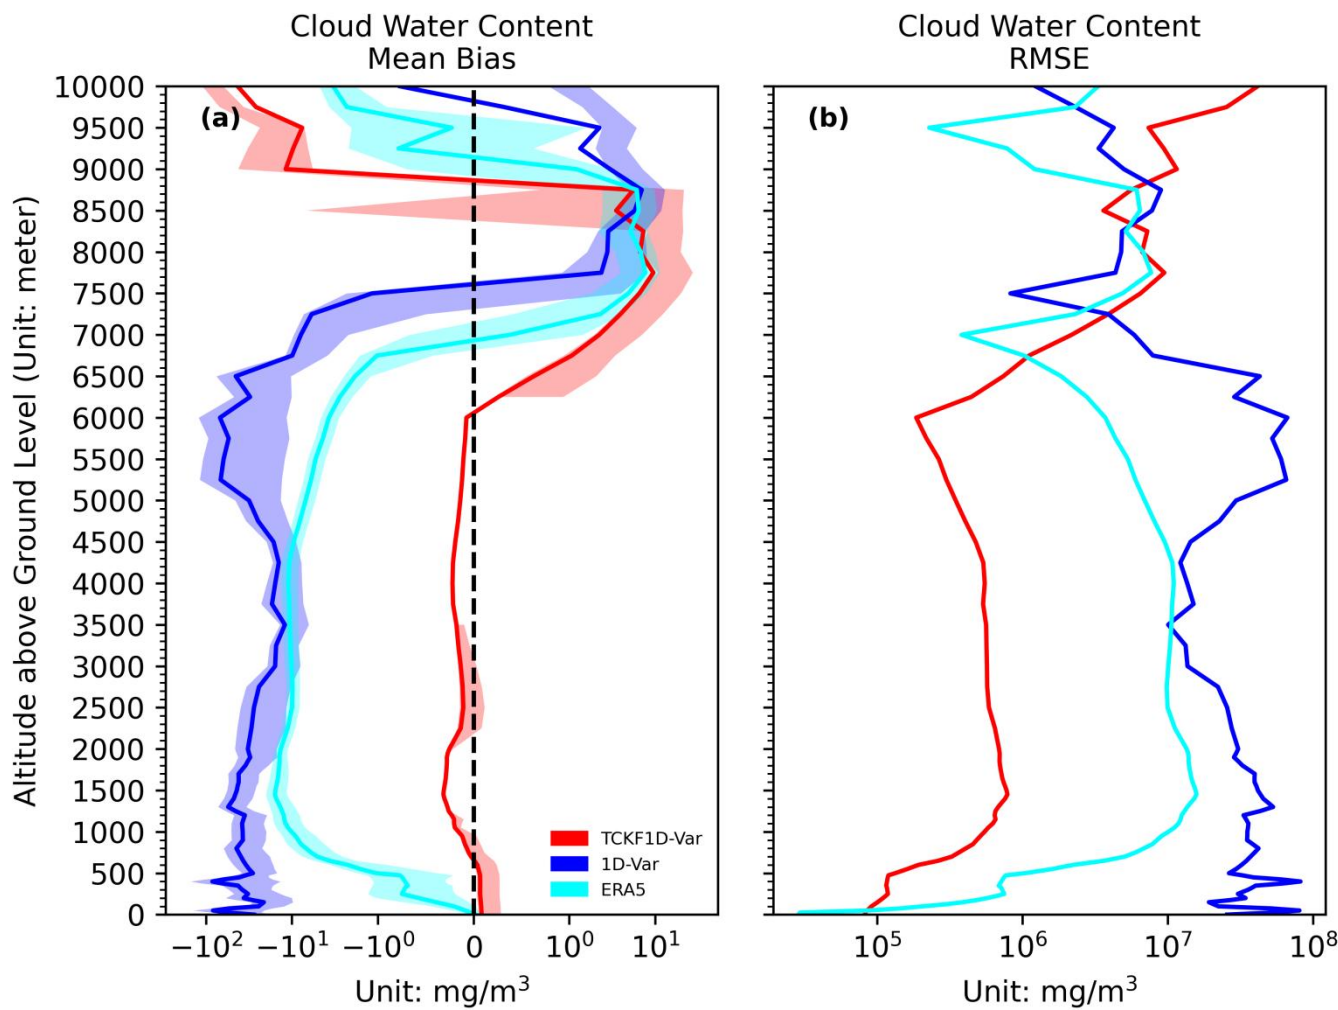 Cloud Water Content
Mean Bias
Cloud Water Content
RMSE
(a)
(b)
Altitude above Ground Level (Unit: meter)
10000
9500
9000
8500
8000
7500
7000
6500
6000
5500
5000
4500
4000
3500
3000
2500
2000
1500
1000
500
0
TCKF1D-Var
1D-Var
ERA5
−10² −10¹ −10⁰ 0 10⁰ 10¹
10⁵ 10⁶ 10⁷ 10⁸
Unit: mg/m³
Unit: mg/m³